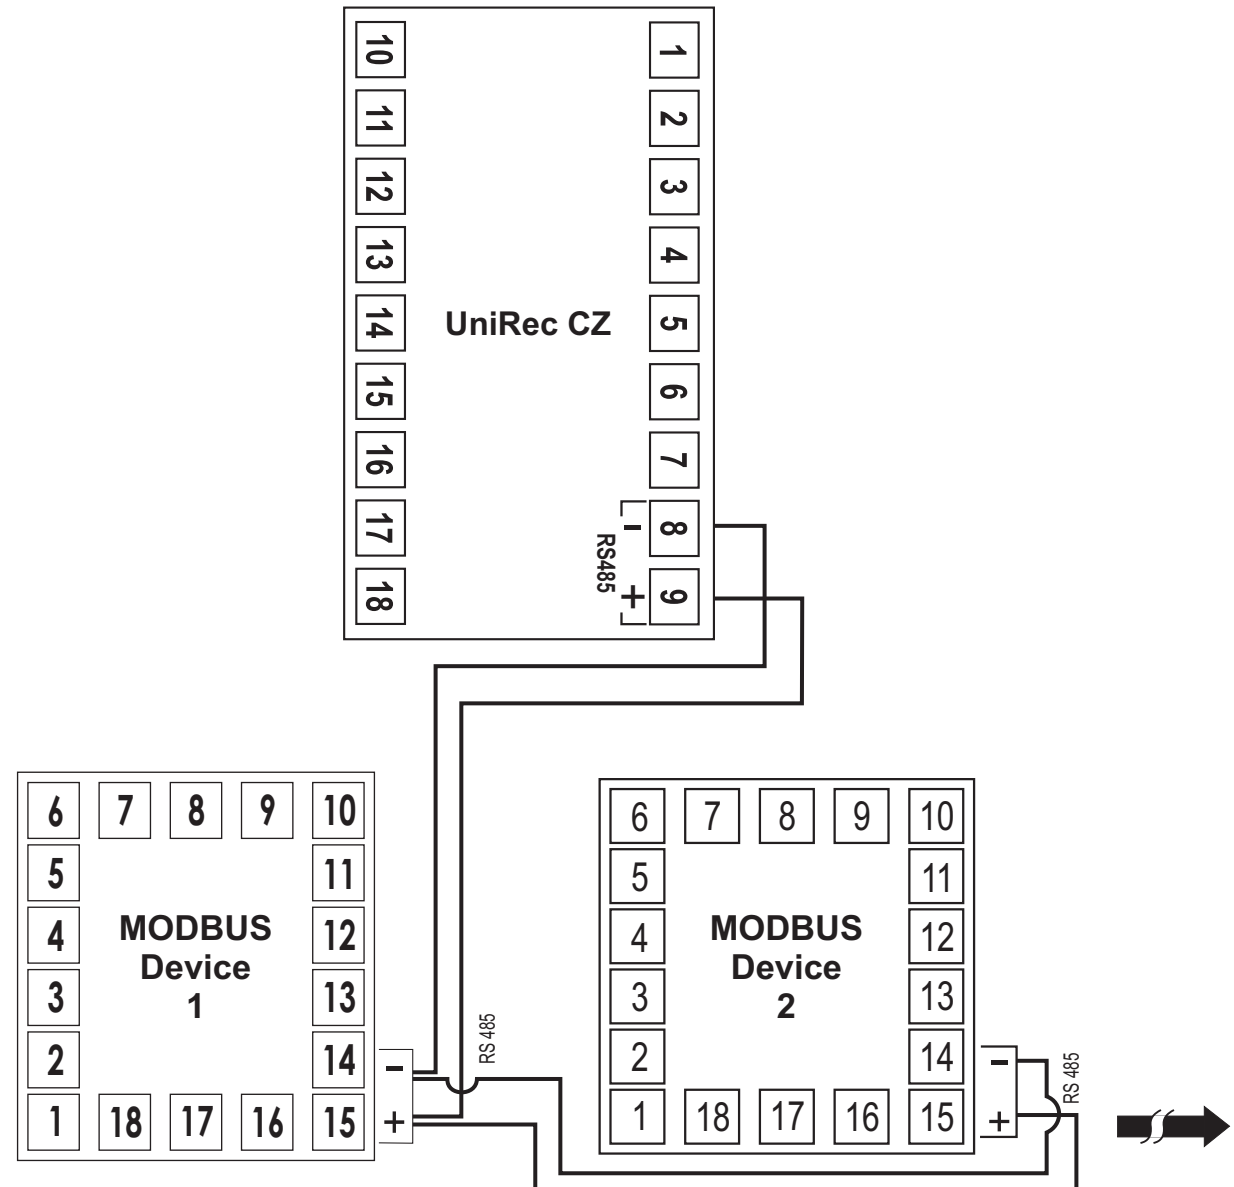 10 1
11 2
12 3
13 4
14 UniRec CZ 5
15 6
16 7
17 - 8
RS485
18 + 9
6 7 8 9 10
5 11
4 MODBUS 12
Device
3 1 13
2 14 -
RS 485
1 18 17 16 15 +
6 7 8 9 10
5 11
4 MODBUS 12
Device
3 2 13
2 14 -
RS 485
1 18 17 16 15 +